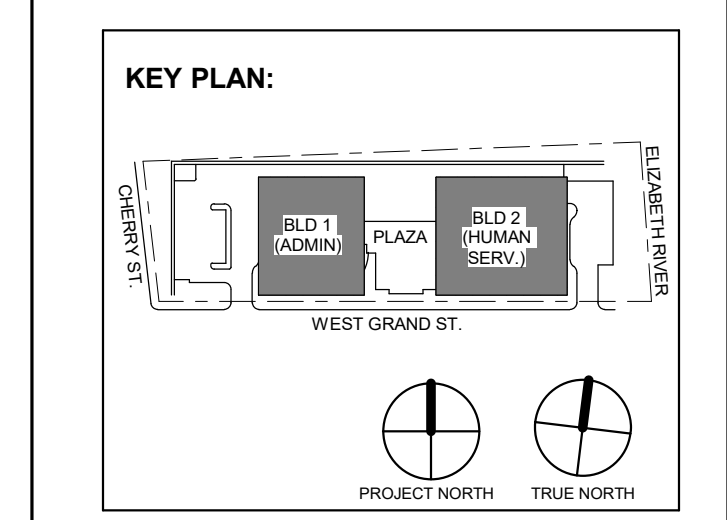 KEY PLAN:
CHERRY ST.
BLD 1
(ADMIN)
PLAZA
BLD 2
(HUMAN
SERV.)
ELIZABETH RIVER
WEST GRAND ST.
PROJECT NORTH
TRUE NORTH